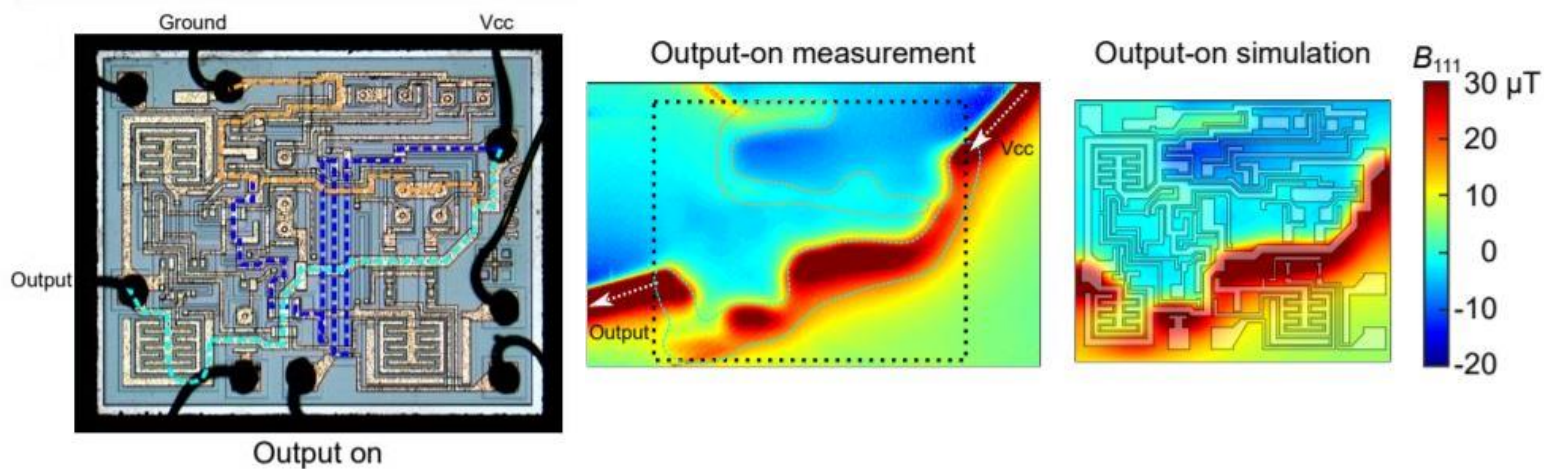 Ground
Vcc
Output
Output on
Output-on measurement
Vcc
Output
Output-on simulation
B₁₁₁
30 µT
20
10
0
-10
-20